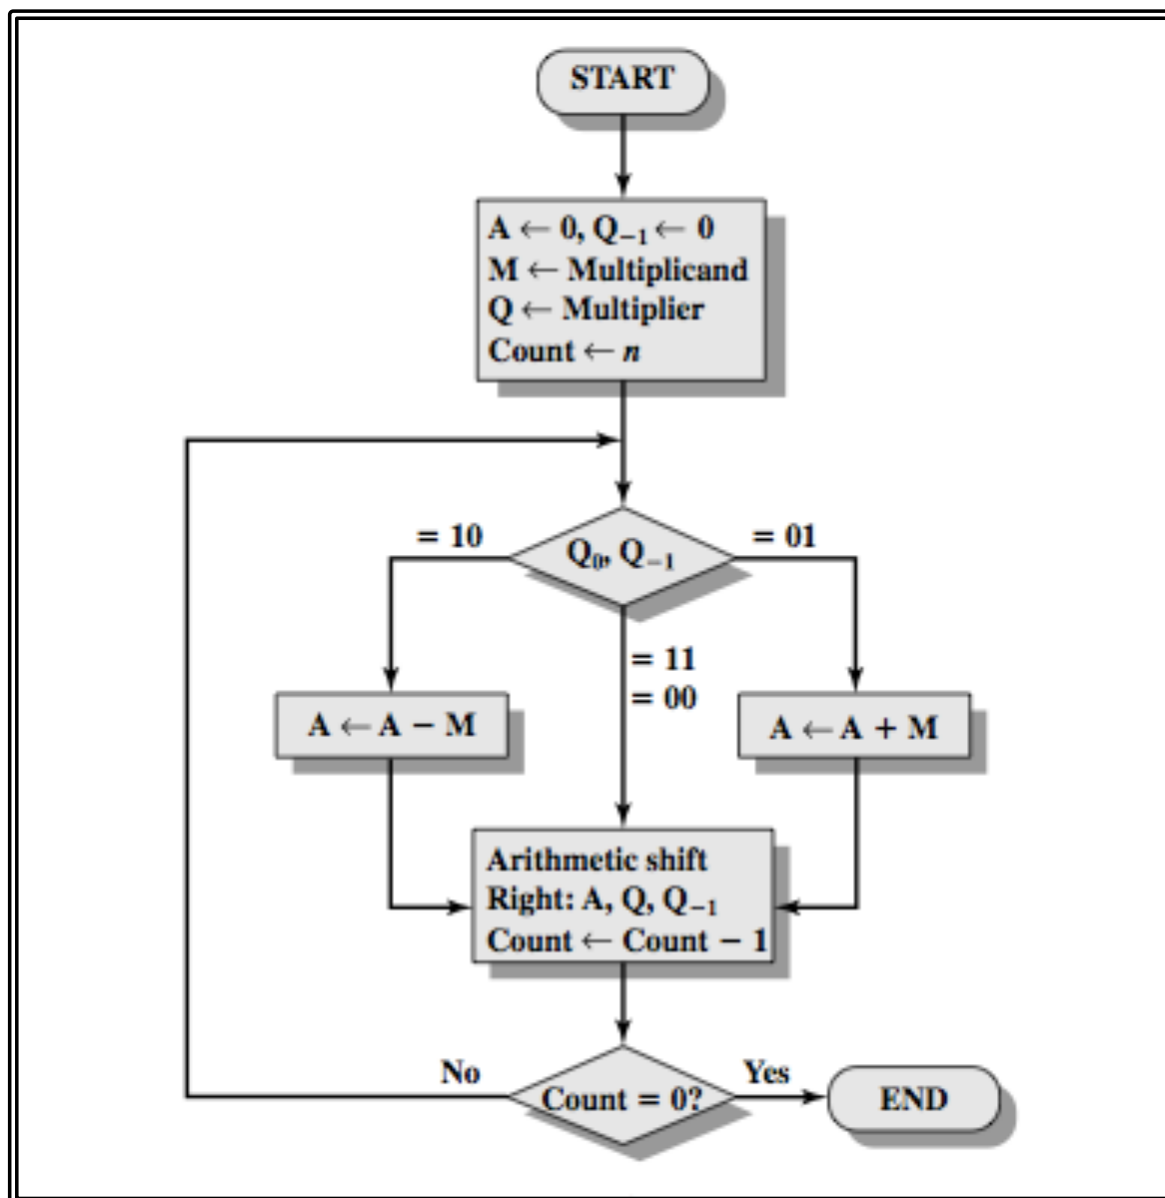 START
A ← 0, Q₋₁ ← 0
M ← Multiplicand
Q ← Multiplier
Count ← n
= 10
Q₀, Q₋₁
= 01
= 11
= 00
A ← A − M
A ← A + M
Arithmetic shift
Right: A, Q, Q₋₁
Count ← Count − 1
No
Count = 0?
Yes
END